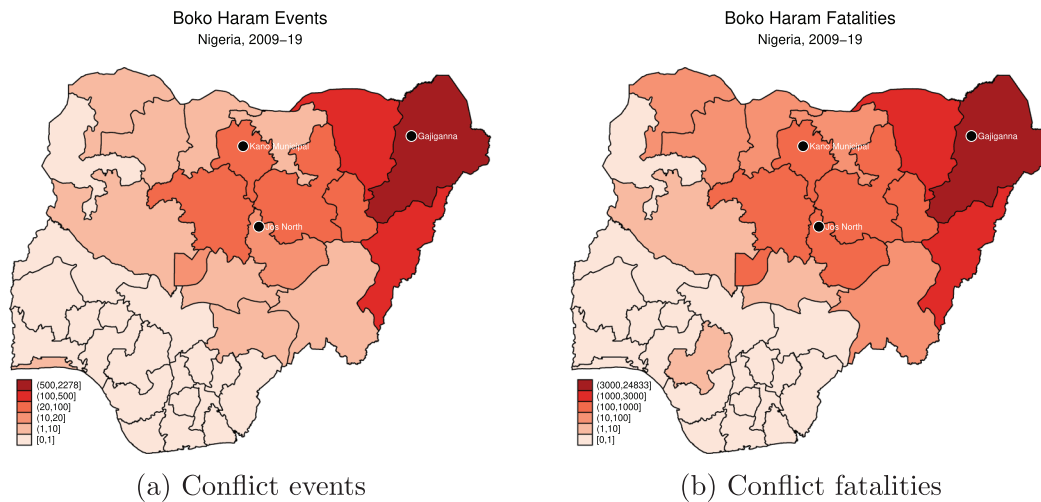 Boko Haram Events
Nigeria, 2009–19
Gajiganna
Kano Municipal
Jos North
(500,2278]
(100,500]
(20,100]
(10,20]
(1,10]
[0,1]
(a) Conflict events
Boko Haram Fatalities
Nigeria, 2009–19
Gajiganna
Kano Municipal
Jos North
(3000,24833]
(1000,3000]
(100,1000]
(10,100]
(1,10]
[0,1]
(b) Conflict fatalities